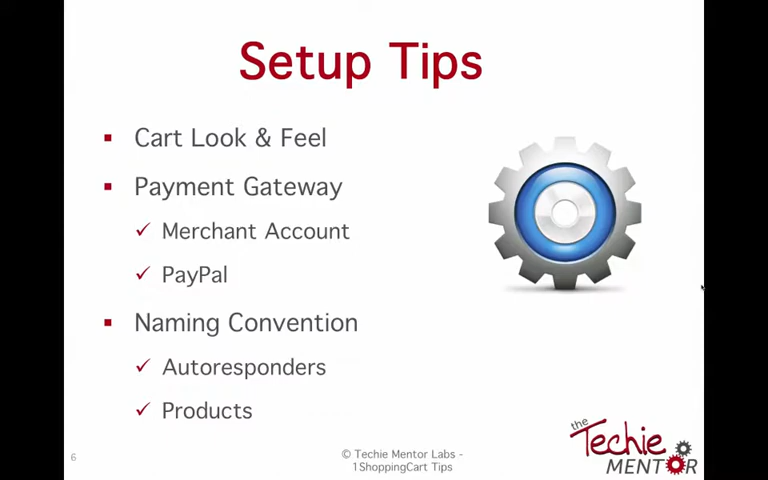 Setup Tips
Cart Look & Feel
Payment Gateway
Merchant Account
PayPal
Naming Convention
Autoresponders
Products
6
© Techie Mentor Labs -
1ShoppingCart Tips
the
Techie
MENTOR